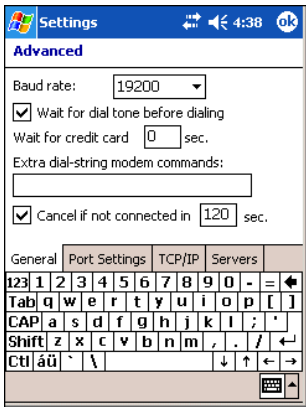 Settings 4:38 ok
Advanced
Baud rate: 19200
Wait for dial tone before dialing
Wait for credit card 0 sec.
Extra dial-string modem commands:
Cancel if not connected in 120 sec.
General Port Settings TCP/IP Servers
123 1 2 3 4 5 6 7 8 9 0 - =
Tab q w e r t y u i o p [ ]
CAP a s d f g h j k l ; '
Shift z x c v b n m , . /
Ctl áü ` \